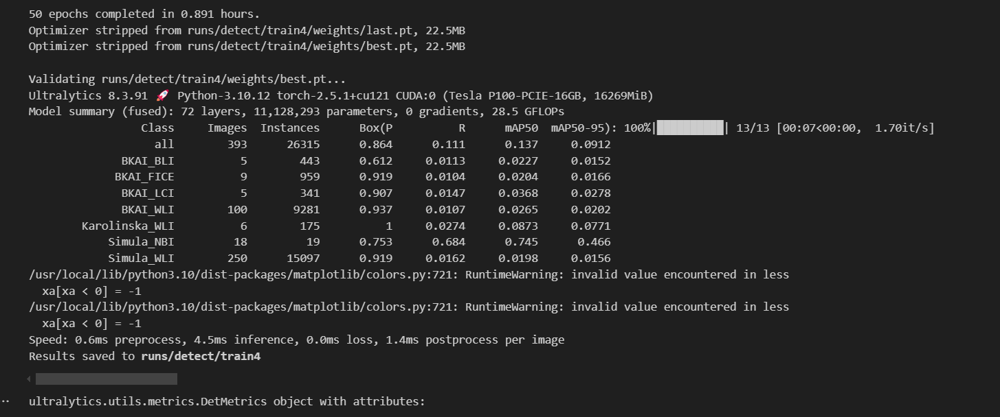 50 epochs completed in 0.891 hours.
Optimizer stripped from runs/detect/train4/weights/last.pt, 22.5MB
Optimizer stripped from runs/detect/train4/weights/best.pt, 22.5MB
Validating runs/detect/train4/weights/best.pt...
Ultralytics 8.3.91 🚀 Python-3.10.12 torch-2.5.1+cu121 CUDA:0 (Tesla P100-PCIE-16GB, 16269MiB)
Model summary (fused): 72 layers, 11,128,293 parameters, 0 gradients, 28.5 GFLOPs
Class Images Instances Box(P R mAP50 mAP50-95): 100%|██████████| 13/13 [00:07<00:00, 1.70it/s]
all 393 26315 0.864 0.111 0.137 0.0912
BKAI_BLI 5 443 0.612 0.0113 0.0227 0.0152
BKAI_FICE 9 959 0.919 0.0104 0.0204 0.0166
BKAI_LCI 5 341 0.907 0.0147 0.0368 0.0278
BKAI_WLI 100 9281 0.937 0.0107 0.0265 0.0202
Karolinska_WLI 6 175 1 0.0274 0.0873 0.0771
Simula_NBI 18 19 0.753 0.684 0.745 0.466
Simula_WLI 250 15097 0.919 0.0162 0.0198 0.0156
/usr/local/lib/python3.10/dist-packages/matplotlib/colors.py:721: RuntimeWarning: invalid value encountered in less
xa[xa < 0] = -1
/usr/local/lib/python3.10/dist-packages/matplotlib/colors.py:721: RuntimeWarning: invalid value encountered in less
xa[xa < 0] = -1
Speed: 0.6ms preprocess, 4.5ms inference, 0.0ms loss, 1.4ms postprocess per image
Results saved to runs/detect/train4
ultralytics.utils.metrics.DetMetrics object with attributes: